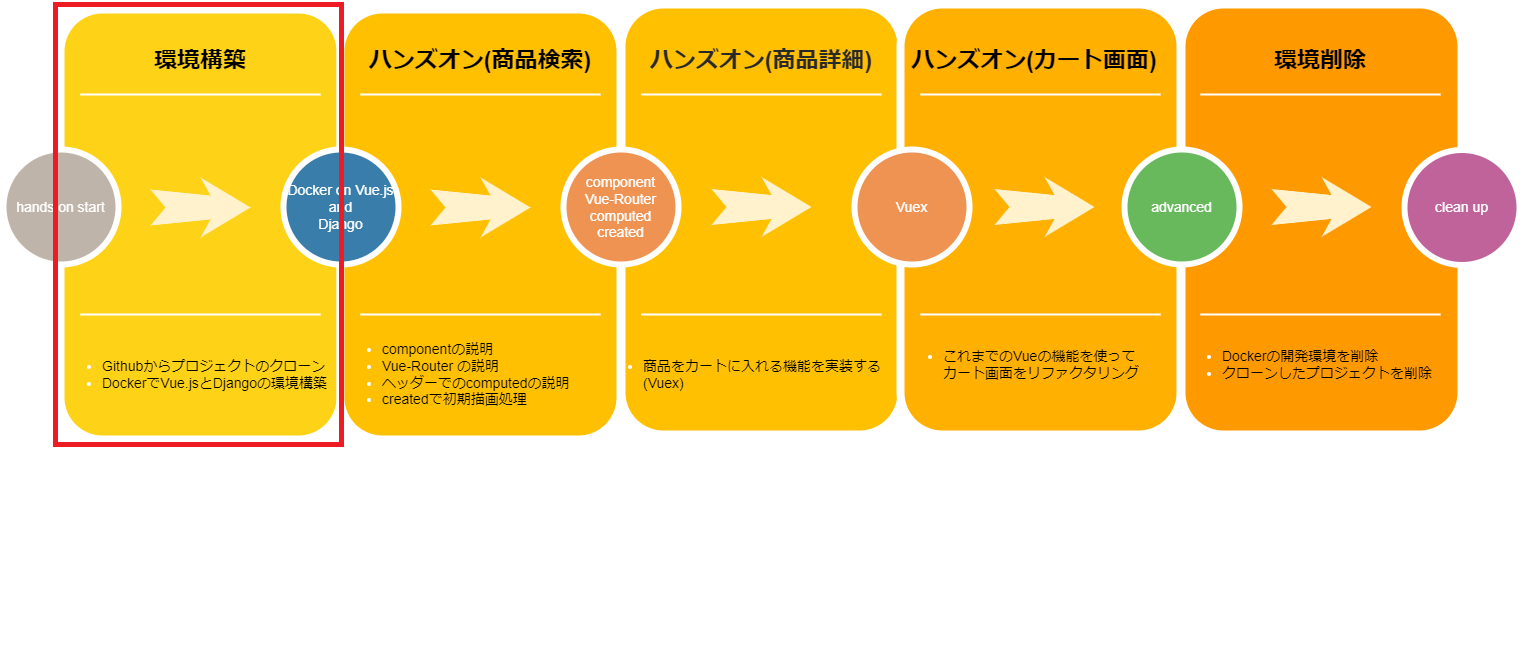 環境構築
ハンズオン(商品検索)
ハンズオン(商品詳細)
ハンズオン(カート画面)
環境削除
hands on start
Docker on Vue.js
and
Django
component
Vue-Router
computed
created
Vuex
advanced
clean up
Githubからプロジェクトのクローン
DockerでVue.jsとDjangoの環境構築
componentの説明
Vue-Router の説明
ヘッダーでのcomputedの説明
createdで初期描画処理
商品をカートに入れる機能を実装する
(Vuex)
これまでのVueの機能を使って
カート画面をリファクタリング
Dockerの開発環境を削除
クローンしたプロジェクトを削除